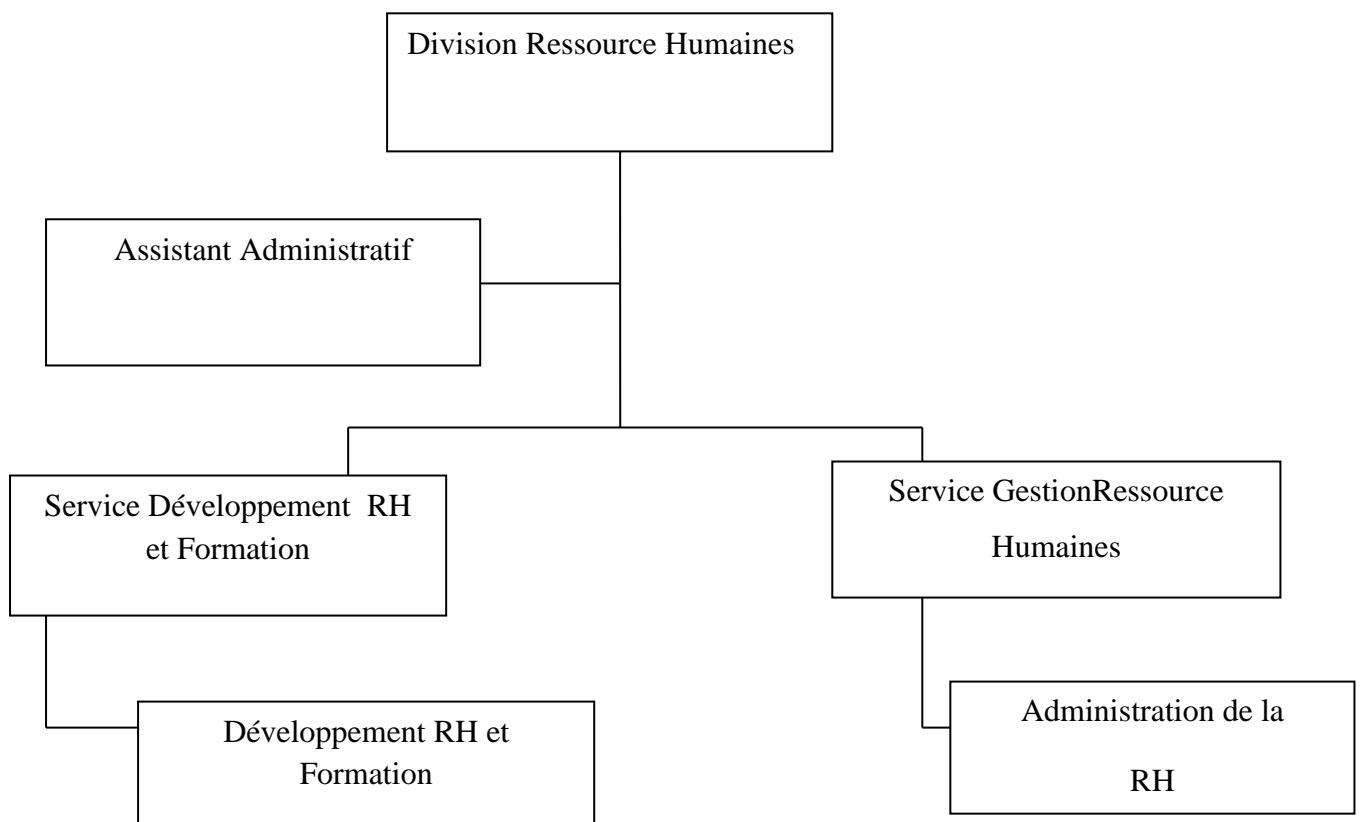 Division Ressource Humaines
Assistant Administratif
Service Développement RH
et Formation
Service GestionRessource
Humaines
Développement RH et
Formation
Administration de la
RH